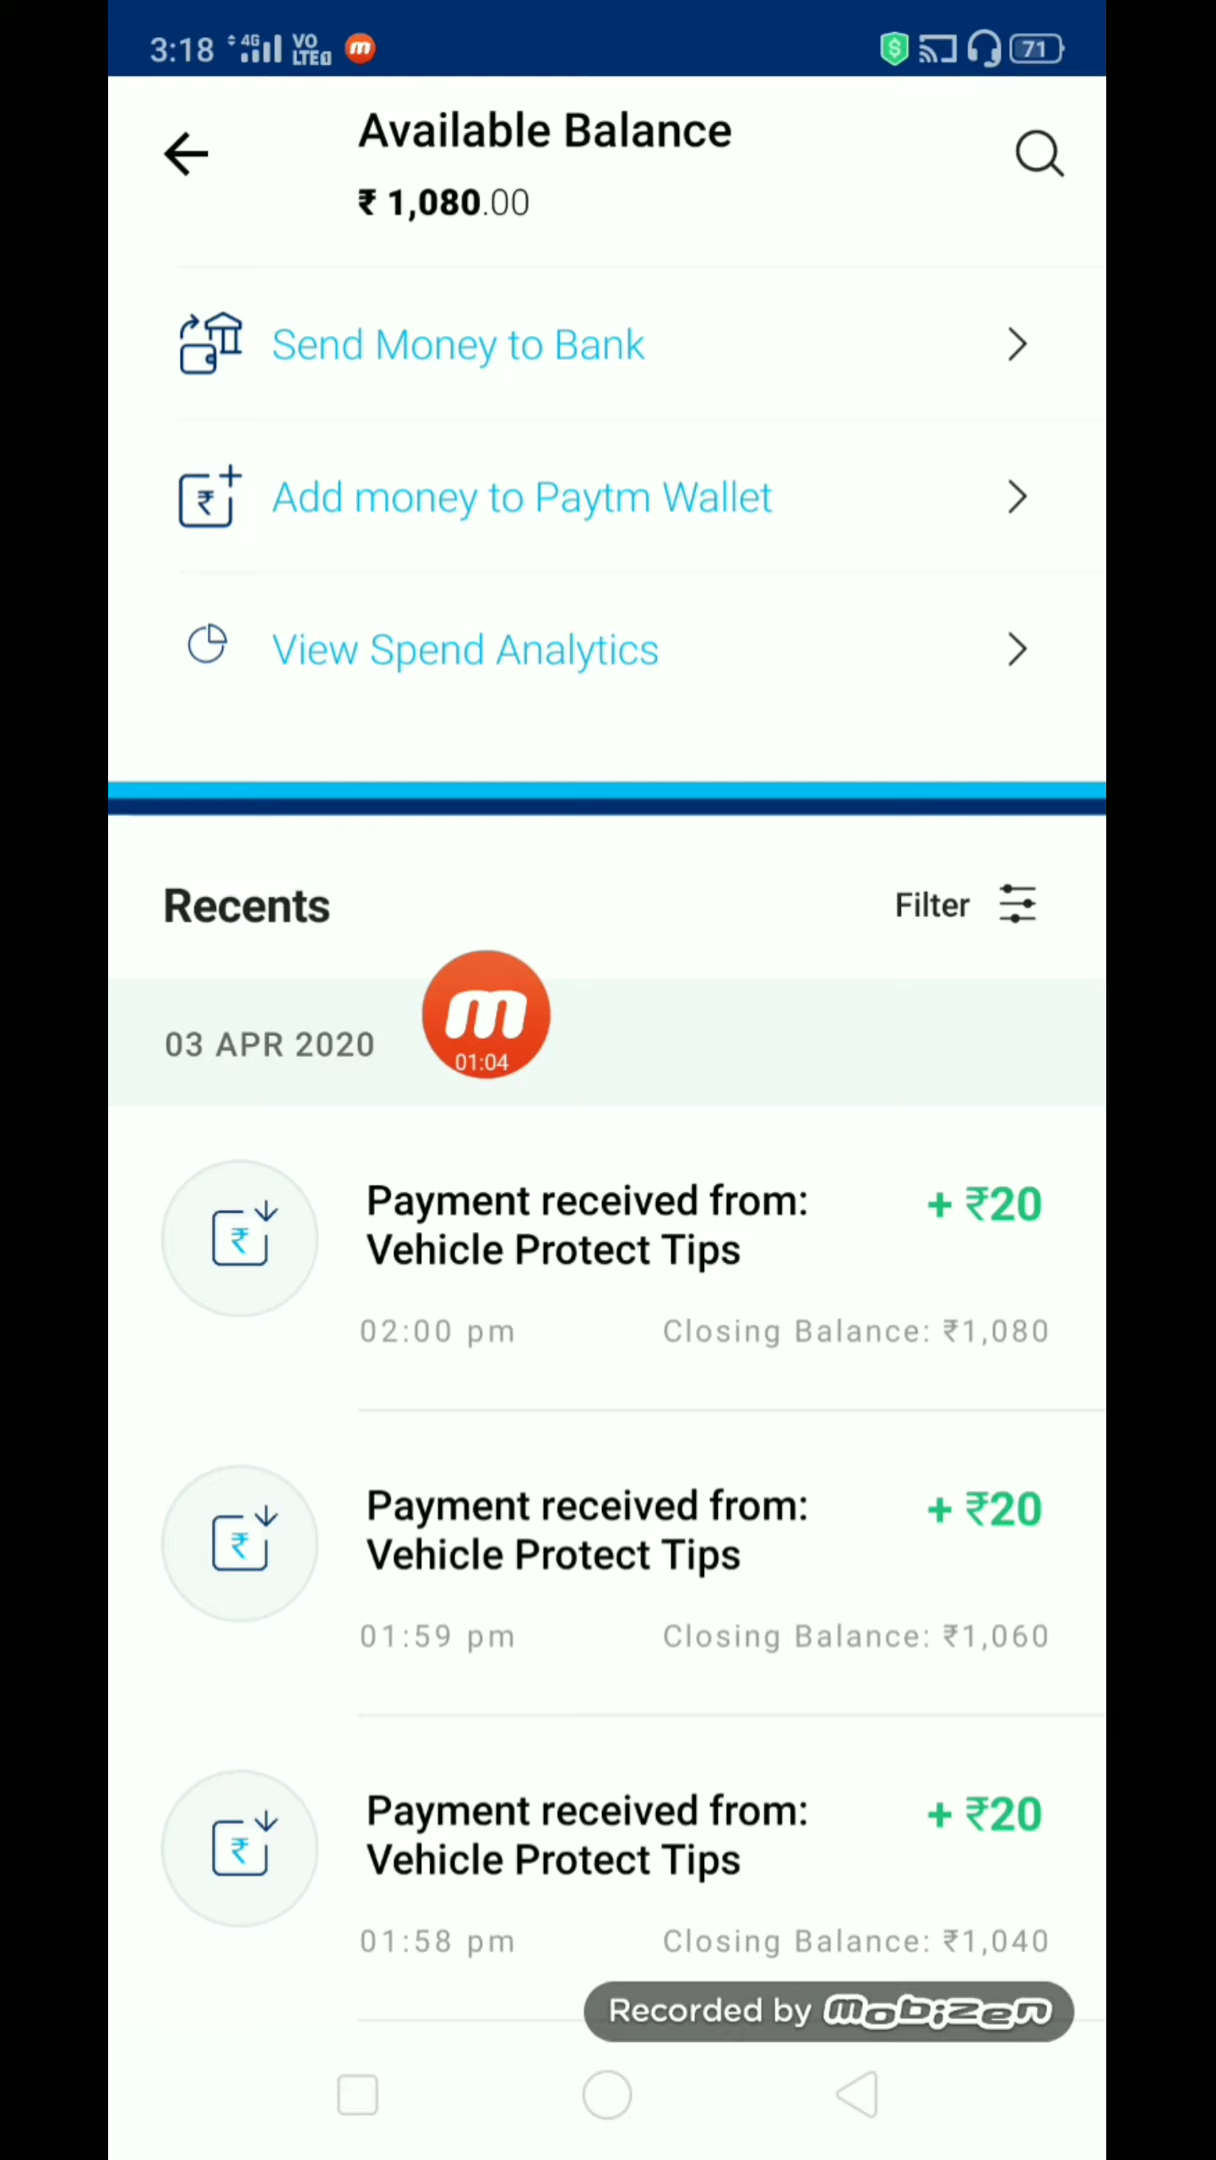 3:18 4G VO LTE m $ 71
Available Balance
₹ 1,080.00
Send Money to Bank
₹ Add money to Paytm Wallet
View Spend Analytics
Recents
Filter
03 APR 2020
m
01:04
₹ Payment received from: + ₹20
Vehicle Protect Tips
02:00 pm Closing Balance: ₹1,080
₹ Payment received from: + ₹20
Vehicle Protect Tips
01:59 pm Closing Balance: ₹1,060
₹ Payment received from: + ₹20
Vehicle Protect Tips
01:58 pm Closing Balance: ₹1,040
Recorded by mobizen